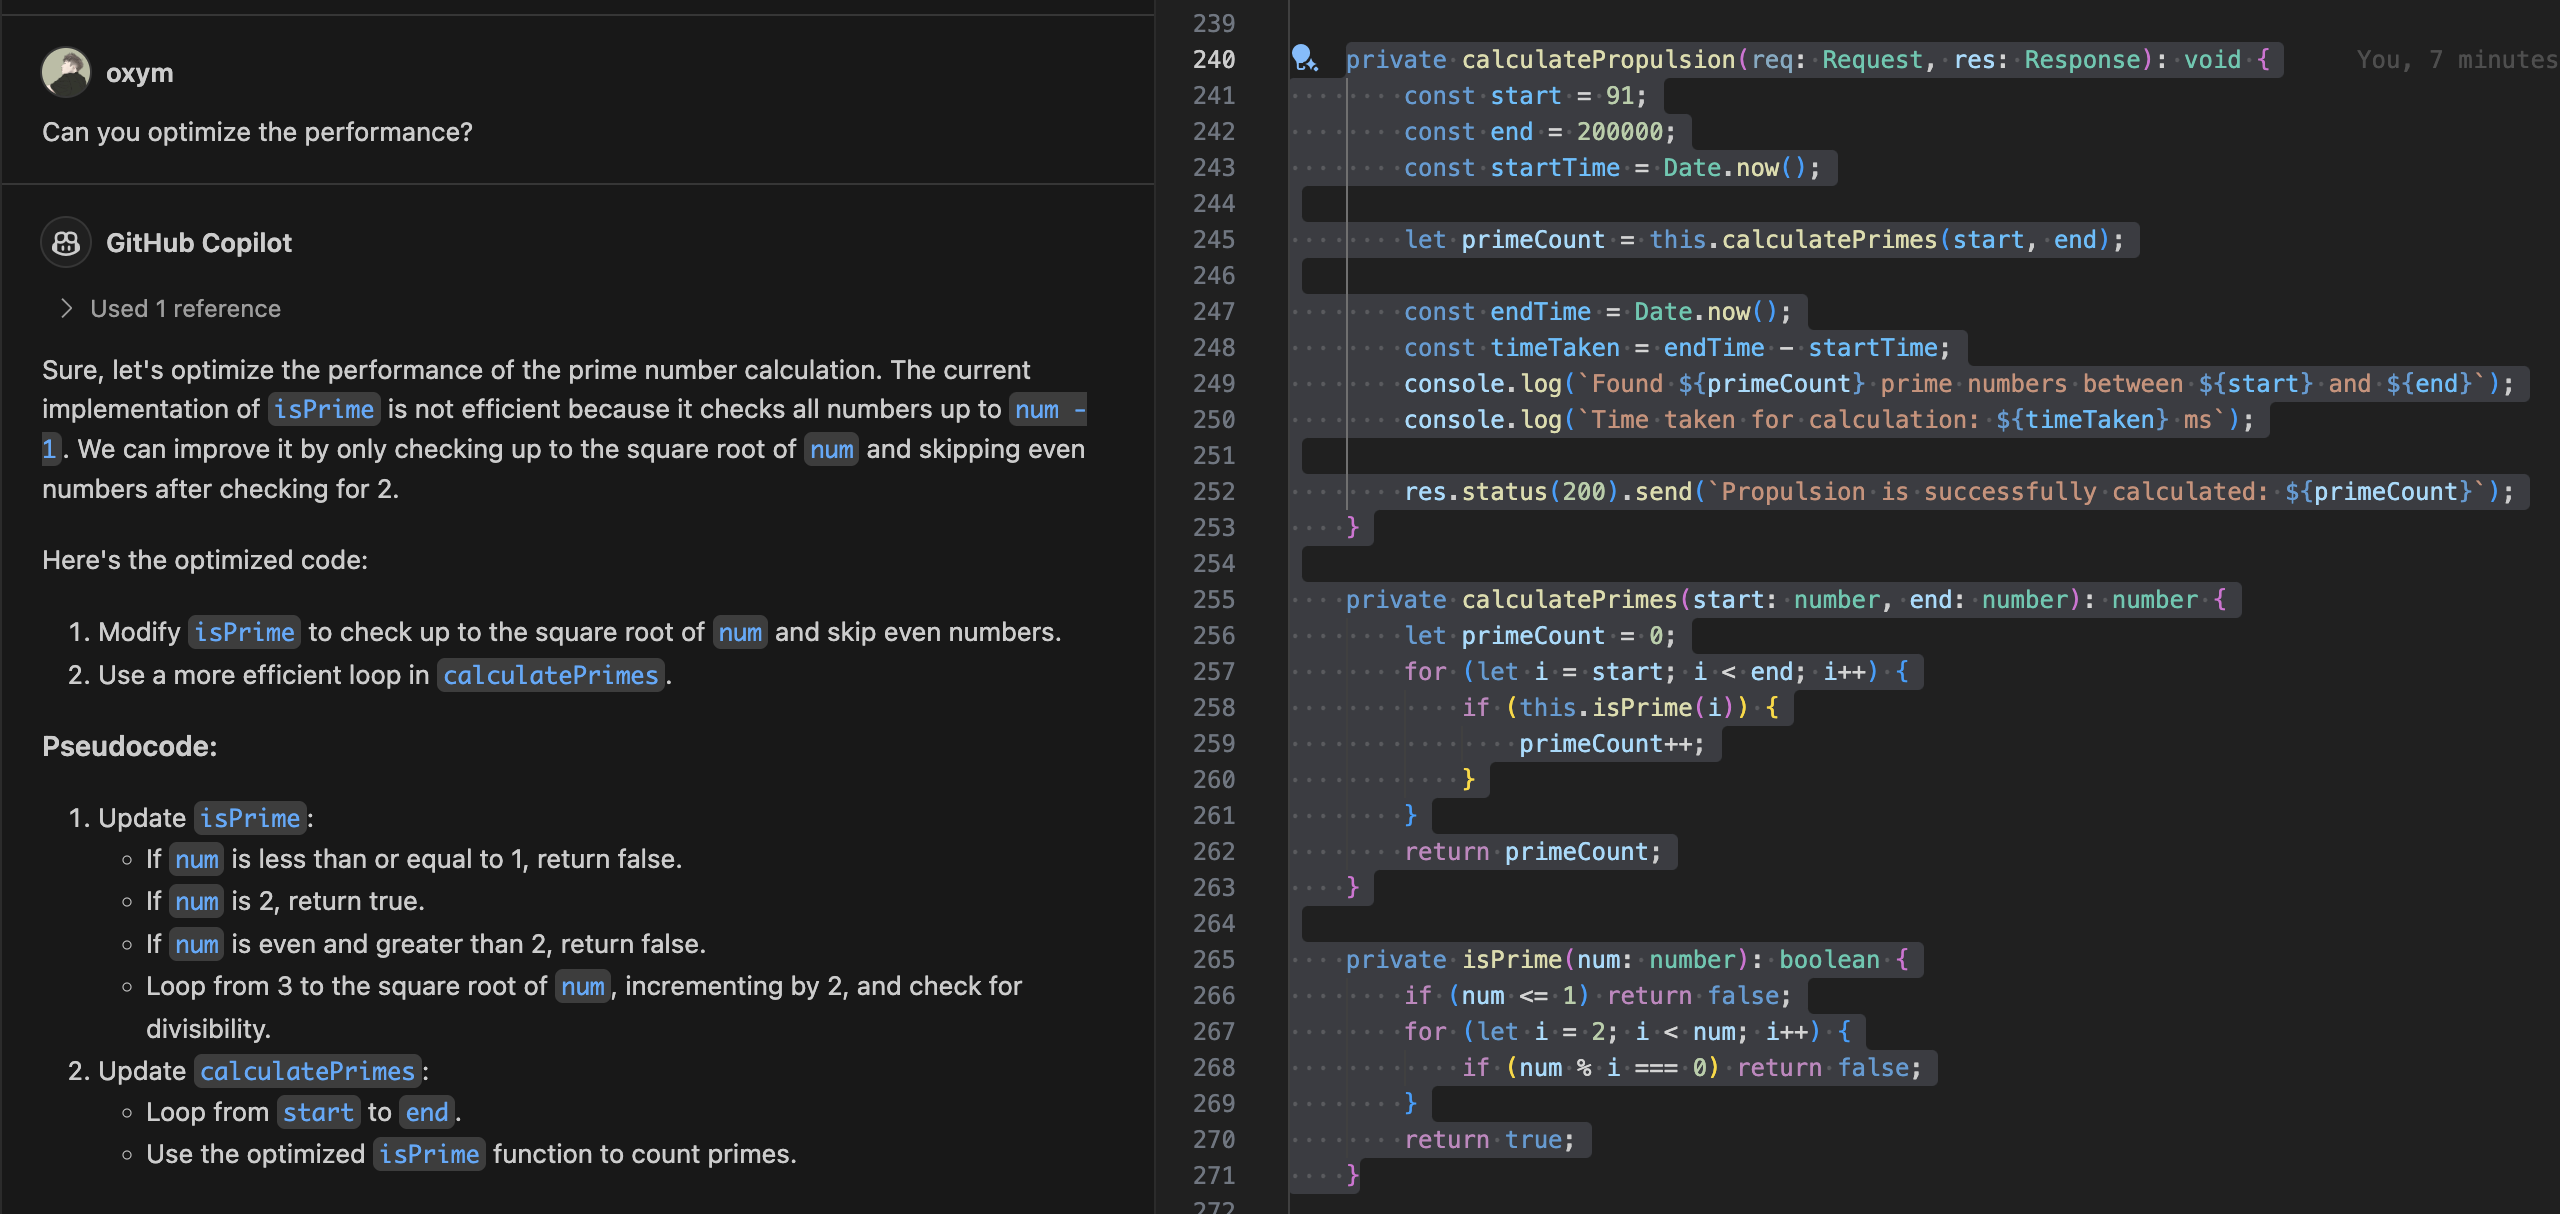 oxym
Can you optimize the performance?
GitHub Copilot
Used 1 reference
Sure, let's optimize the performance of the prime number calculation. The current
implementation of isPrime is not efficient because it checks all numbers up to num -
1. We can improve it by only checking up to the square root of num and skipping even
numbers after checking for 2.
Here's the optimized code:
1. Modify isPrime to check up to the square root of num and skip even numbers.
2. Use a more efficient loop in calculatePrimes.
Pseudocode:
1. Update isPrime:
If num is less than or equal to 1, return false.
If num is 2, return true.
If num is even and greater than 2, return false.
Loop from 3 to the square root of num, incrementing by 2, and check for
divisibility.
2. Update calculatePrimes:
Loop from start to end.
Use the optimized isPrime function to count primes.
239
240 private calculatePropulsion(req: Request, res: Response): void { You, 7 minutes
241 const start = 91;
242 const end = 200000;
243 const startTime = Date.now();
244
245 let primeCount = this.calculatePrimes(start, end);
246
247 const endTime = Date.now();
248 const timeTaken = endTime - startTime;
249 console.log(`Found ${primeCount} prime numbers between ${start} and ${end}`);
250 console.log(`Time taken for calculation: ${timeTaken} ms`);
251
252 res.status(200).send(`Propulsion is successfully calculated: ${primeCount}`);
253 }
254
255 private calculatePrimes(start: number, end: number): number {
256 let primeCount = 0;
257 for (let i = start; i < end; i++) {
258 if (this.isPrime(i)) {
259 primeCount++;
260 }
261 }
262 return primeCount;
263 }
264
265 private isPrime(num: number): boolean {
266 if (num <= 1) return false;
267 for (let i = 2; i < num; i++) {
268 if (num % i === 0) return false;
269 }
270 return true;
271 }
272